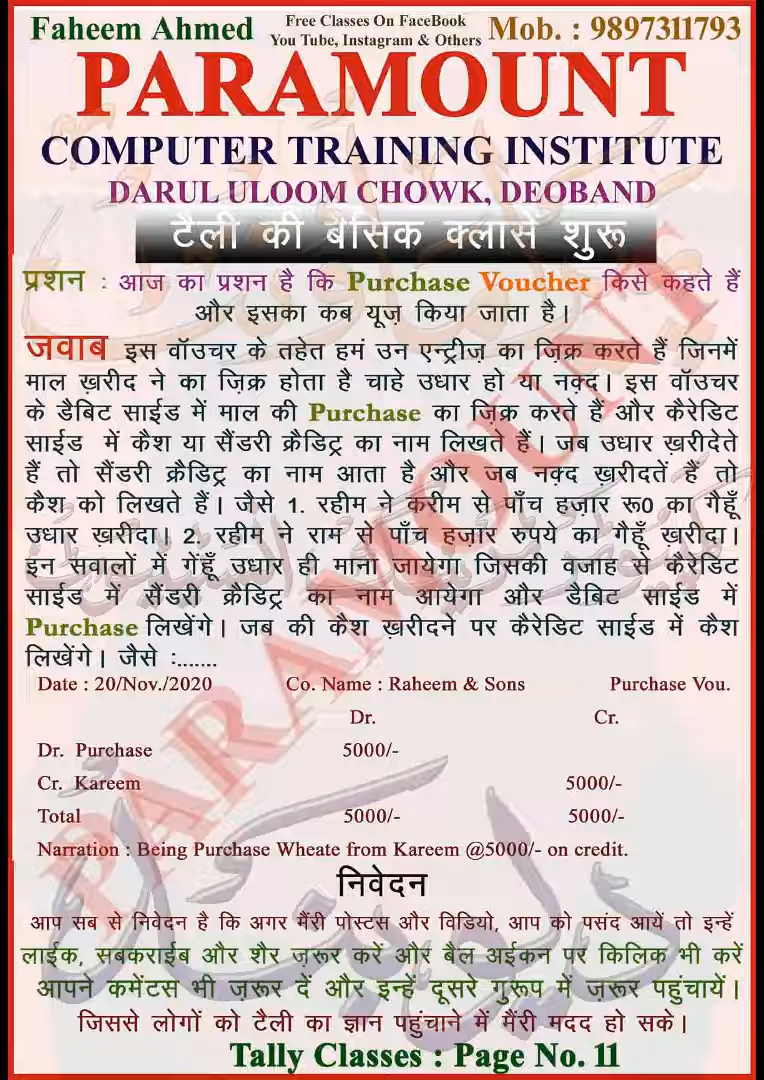 Faheem Ahmed Free Classes On FaceBook Mob. : 9897311793
You Tube, Instagram & Others
PARAMOUNT
COMPUTER TRAINING INSTITUTE
DARUL ULOOM CHOWK, DEOBAND
टैली की बेसिक क्लासें शुरू
प्रशन : आज का प्रशन है कि Purchase Voucher किसे कहते हैं
और इसका कब यूज़ किया जाता है।
जवाब इस वॉउचर के तहेत हमं उन एन्ट्रीज़ का ज़िक्र करते हैं जिनमें
माल ख़रीद ने का ज़िक्र होता है चाहे उधार हो या नक़्द। इस वॉउचर
के डैबिट साईड में माल की Purchase का ज़िक्र करते हैं और कैरेडिट
साईड में कैश या सैंडरी क्रैडिट्र का नाम लिखते हैं। जब उधार ख़रीदेते
हैं तो सैंडरी क्रैडिट्र का नाम आता है और जब नक़्द ख़रीदतें हैं तो
कैश को लिखते हैं। जैसे 1. रहीम ने करीम से पाँच हज़ार रू0 का गैहूँ
उधार ख़रीदा। 2. रहीम ने राम से पाँच हज़ार रुपये का गैहूँ ख़रीदा।
इन सवालों में गेंहूँ उधार ही माना जायेगा जिसकी वजाह से कैरेडिट
साईड में सैंडरी क्रैडिट्र का नाम आयेगा और डैबिट साईड में
Purchase लिखेंगे। जब की कैश ख़रीदने पर कैरेडिट साईड में कैश
लिखेंगे। जैसे :.......
Date : 20/Nov./2020 Co. Name : Raheem & Sons Purchase Vou.
Dr. Cr.
Dr. Purchase 5000/-
Cr. Kareem 5000/-
Total 5000/- 5000/-
Narration : Being Purchase Wheate from Kareem @5000/- on credit.
निवेदन
आप सब से निवेदन है कि अगर मैंरी पोस्टस और विडियो, आप को पसंद आयें तो इन्हें
लाईक, सबकराईब और शैर ज़रूर करें और बैल अईकन पर किलिक भी करें
आपने कमेंटस भी ज़रूर दें और इन्हें दूसरे गुरूप में ज़रूर पहुंचायें।
जिससे लोगों को टैली का ज्ञान पहुंचाने में मैंरी मदद हो सके।
Tally Classes : Page No. 11
PARAMOUNT PARAMOUNT